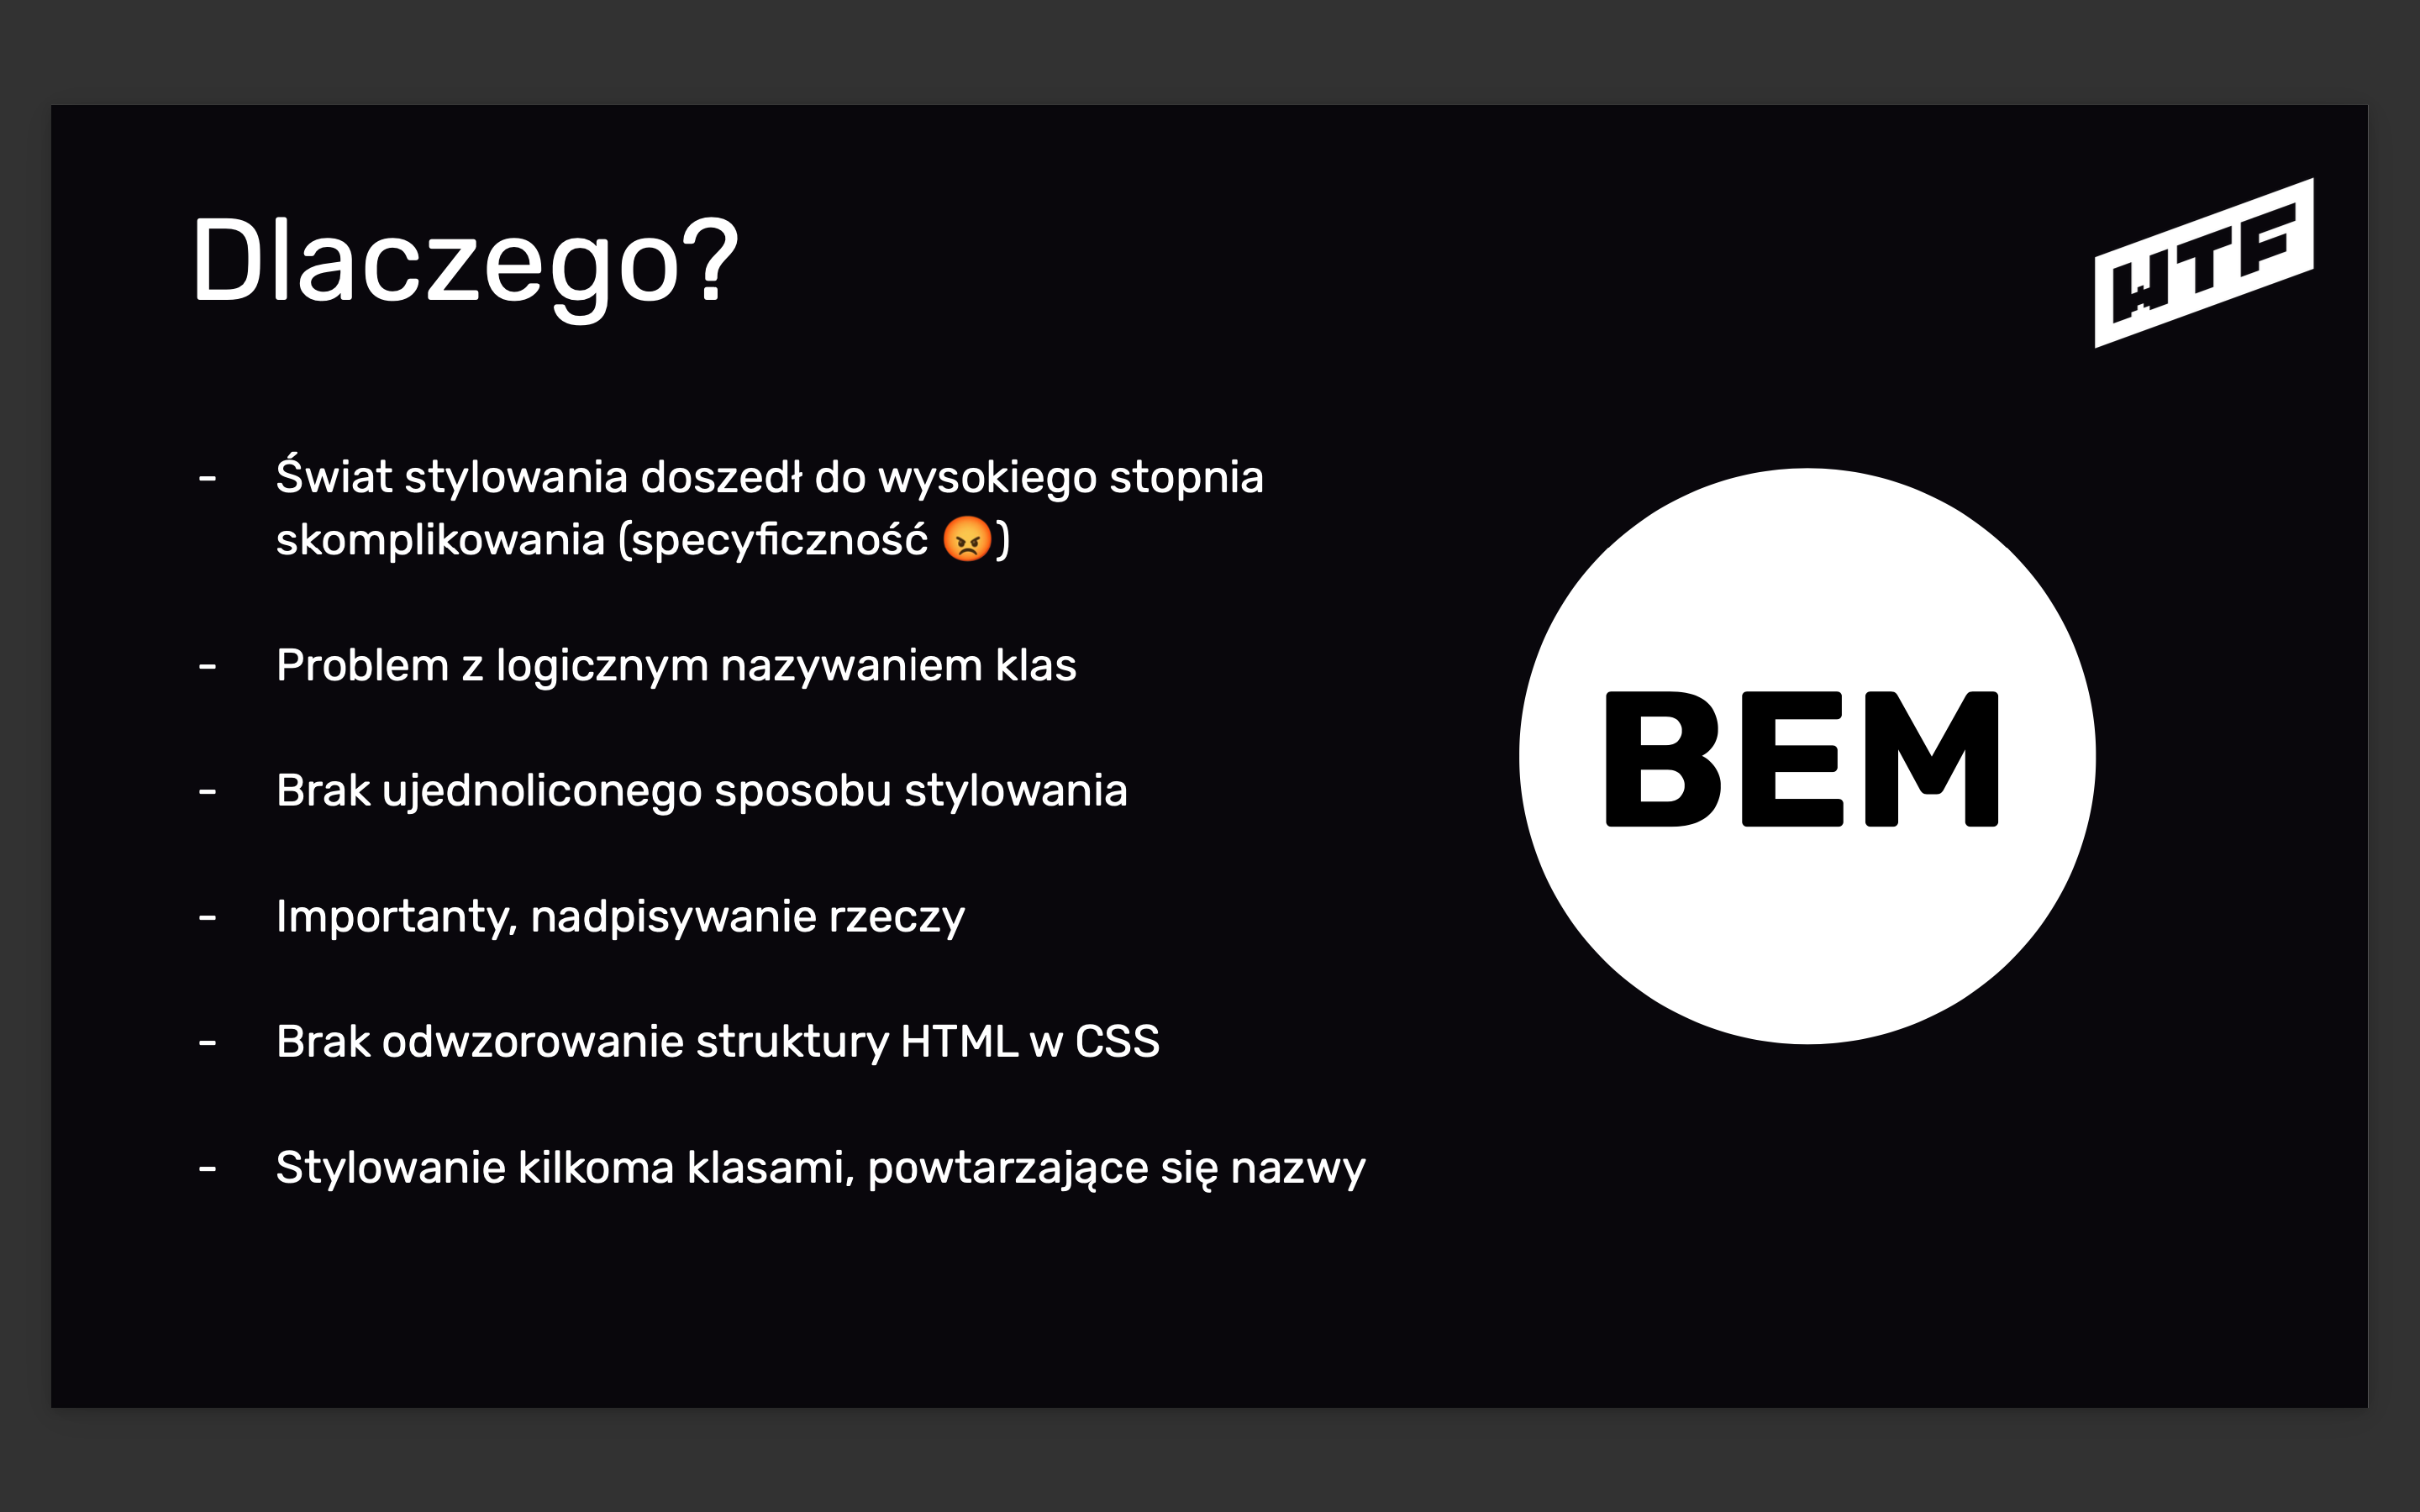 Dlaczego?
WTF
- Świat stylowania doszedł do wysokiego stopnia
skomplikowania (specyficzność 😡)
- Problem z logicznym nazywaniem klas
- Brak ujednoliconego sposobu stylowania
- Importanty, nadpisywanie rzeczy
- Brak odwzorowanie struktury HTML w CSS
- Stylowanie kilkoma klasami, powtarzające się nazwy
BEM